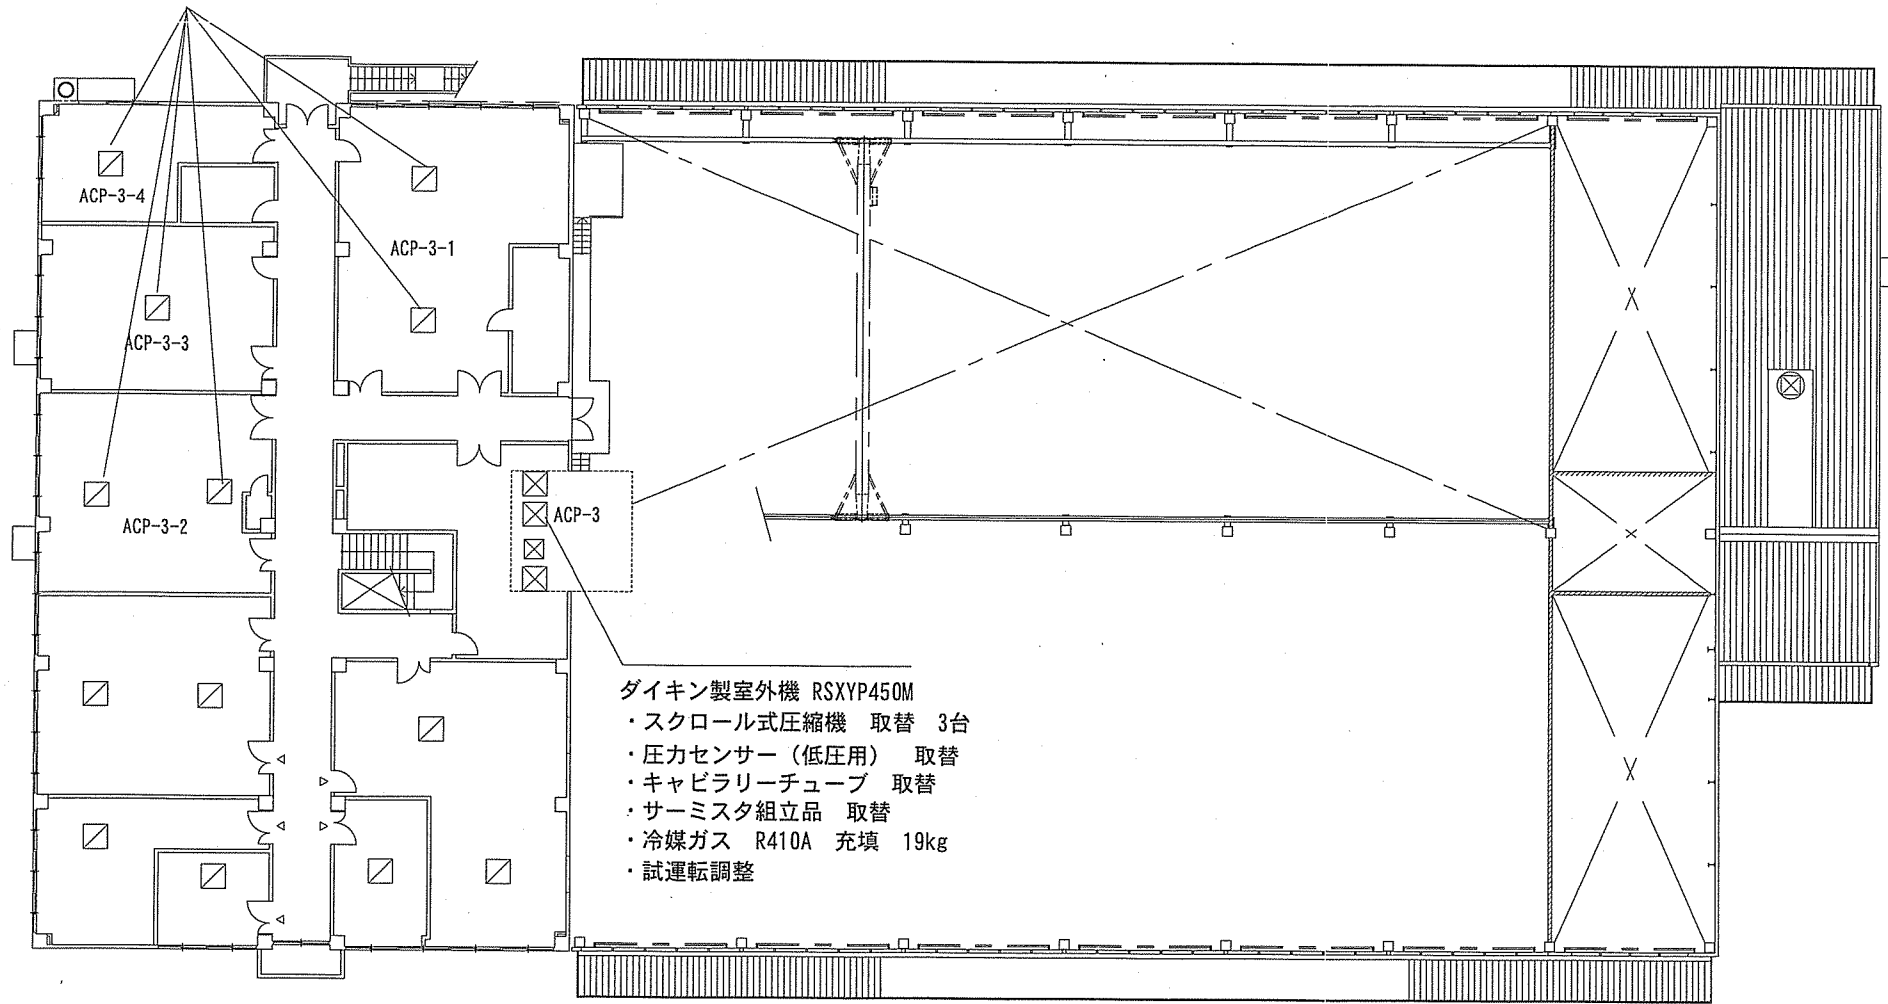 ACP-3-4
ACP-3-1
ACP-3-3
ACP-3-2
ACP-3
ダイキン製室外機 RSXYP450M
・スクロール式圧縮機 取替 3台
・圧力センサー（低圧用） 取替
・キャビラリーチューブ 取替
・サーミスタ組立品 取替
・冷媒ガス R410A 充填 19kg
・試運転調整